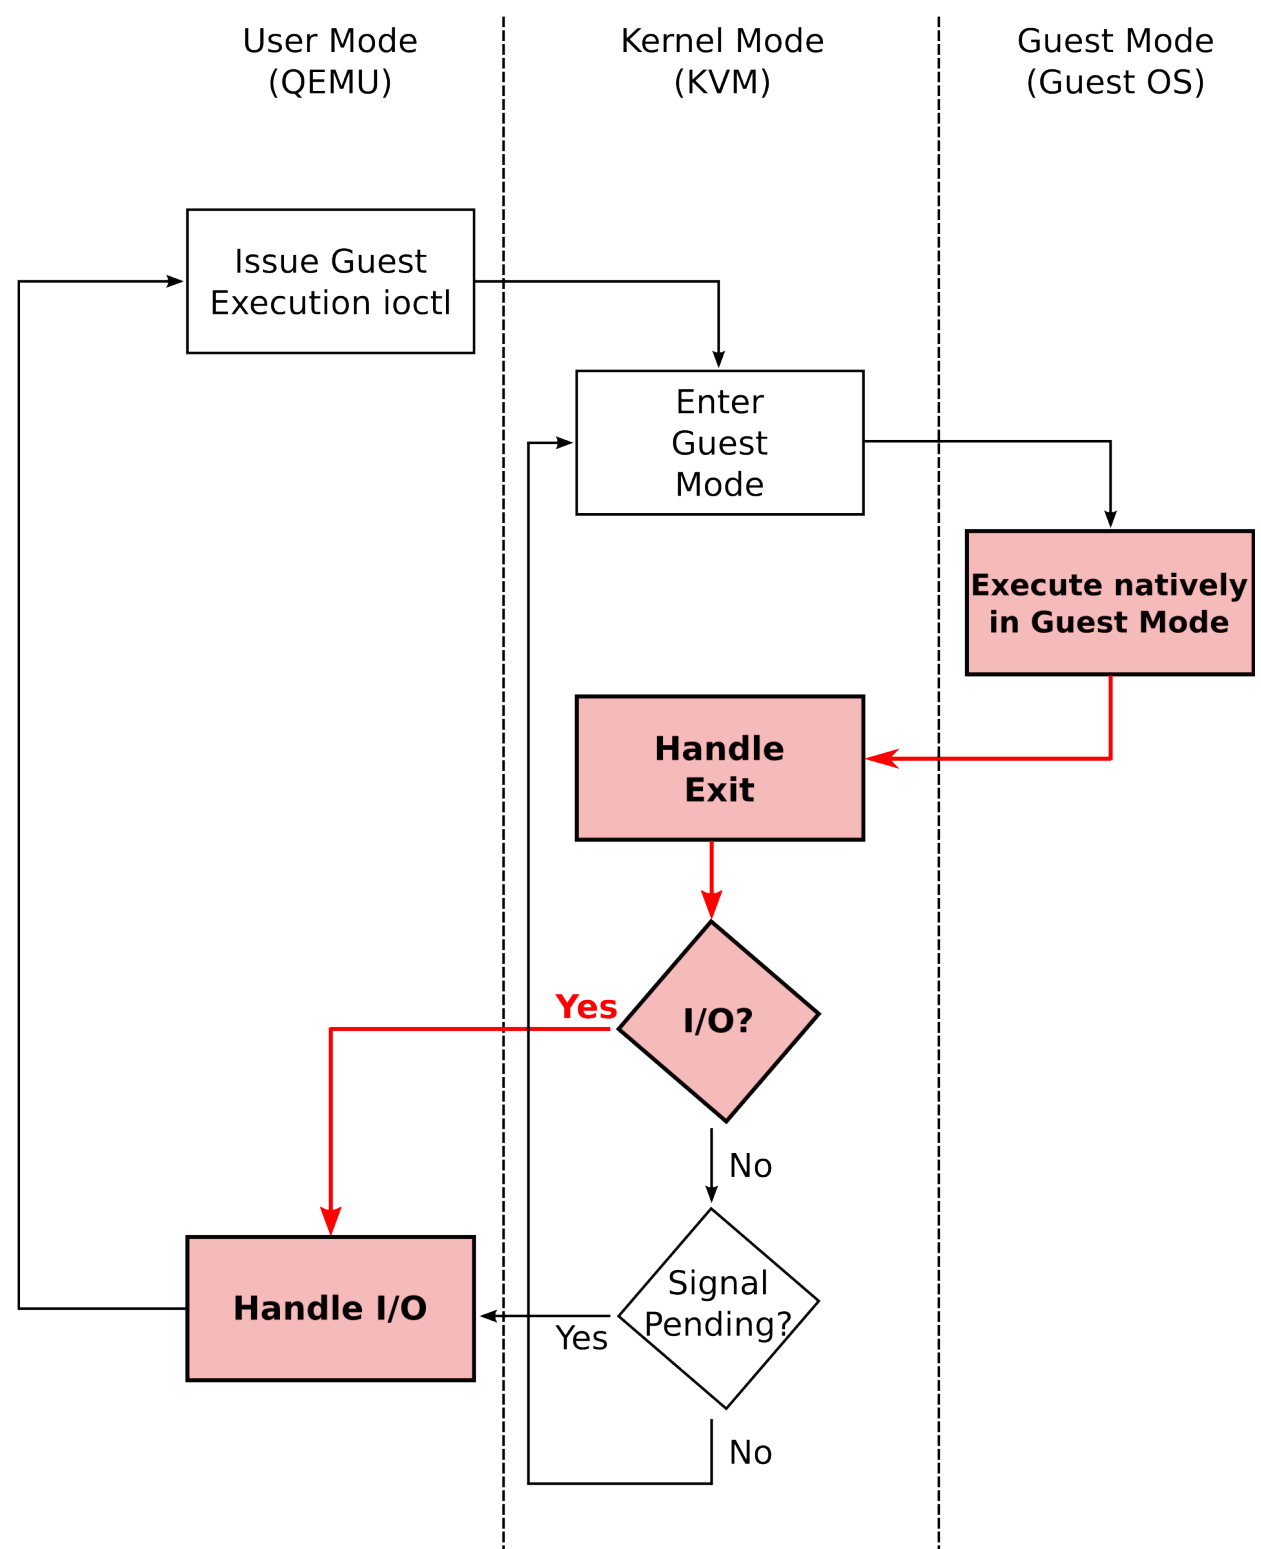 User Mode
(QEMU)
Kernel Mode
(KVM)
Guest Mode
(Guest OS)
Issue Guest
Execution ioctl
Enter
Guest
Mode
Execute natively
in Guest Mode
Handle
Exit
I/O?
Yes
No
Handle I/O
Signal
Pending?
Yes
No